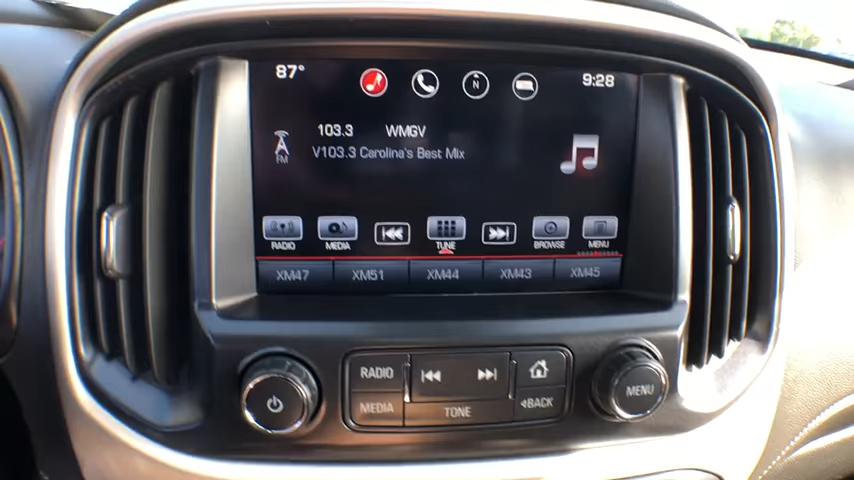 87° N 9:28
103.3 WMGV
V103.3 Carolina's Best Mix
FM
RADIO MEDIA TUNE BROWSE MENU
XM47 XM51 XM44 XM43 XM45
RADIO
MEDIA TONE BACK
MENU